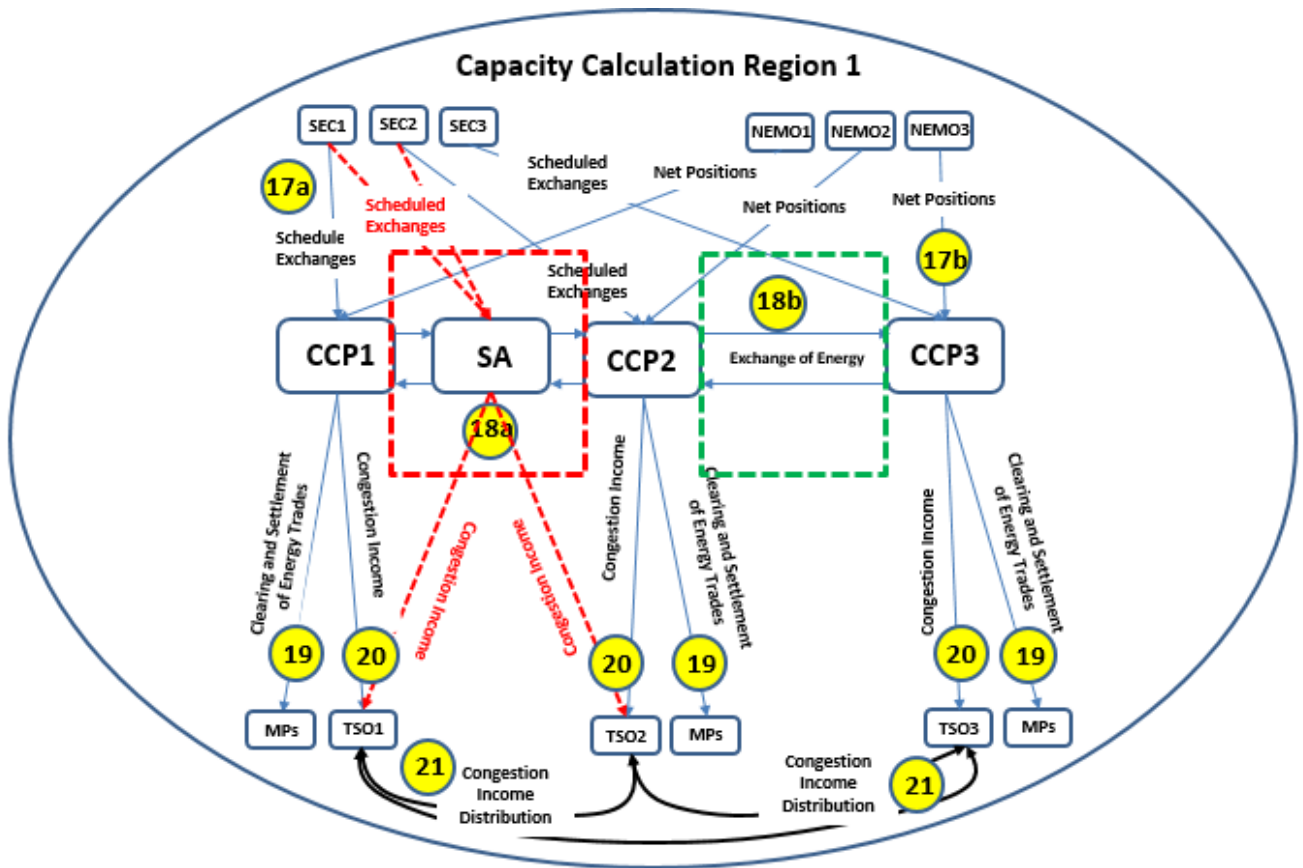 Capacity Calculation Region 1
SEC1
SEC2
SEC3
NEMO1
NEMO2
NEMO3
17a
Scheduled
Exchanges
Scheduled
Exchanges
Net Positions
Net Positions
Net Positions
Schedule
Exchanges
17b
Scheduled
Exchanges
18b
CCP1
SA
CCP2
Exchange of Energy
CCP3
18a
Clearing and Settlement
of Energy Trades
Congestion Income
Congestion Income
Congestion Income
Congestion Income
Clearing and Settlement
of Energy Trades
Congestion Income
Clearing and Settlement
of Energy Trades
19
20
20
19
20
19
MPs
TSO1
TSO2
MPs
TSO3
MPs
21
Congestion
Income
Distribution
Congestion
Income
Distribution
21